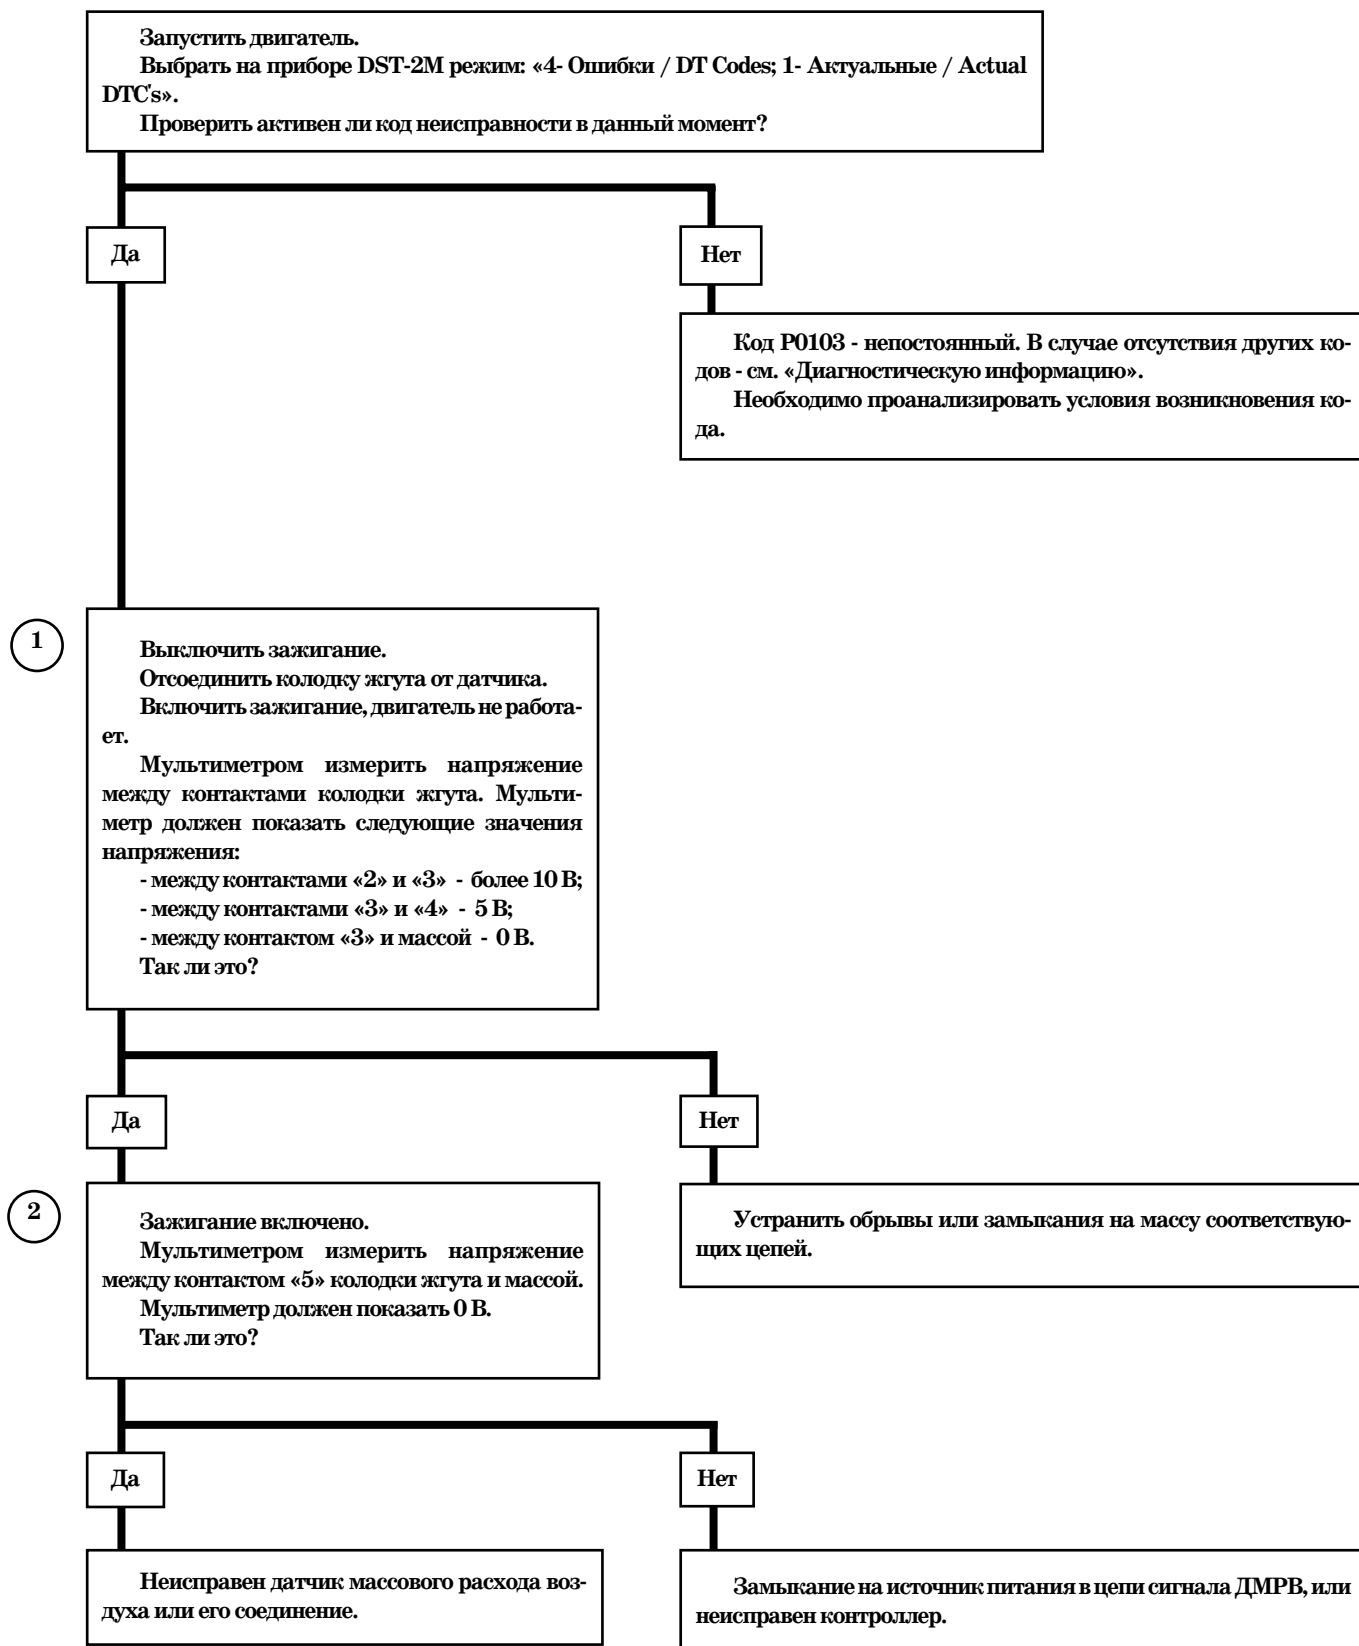 Запустить двигатель.
Выбрать на приборе DST-2M режим: «4- Ошибки / DT Codes; 1- Актуальные / Actual
DTC's».
Проверить активен ли код неисправности в данный момент?
Да
Нет
Код P0103 - непостоянный. В случае отсутствия других ко-
дов - см. «Диагностическую информацию».
Необходимо проанализировать условия возникновения ко-
да.
1
Выключить зажигание.
Отсоединить колодку жгута от датчика.
Включить зажигание, двигатель не работа-
ет.
Мультиметром измерить напряжение
между контактами колодки жгута. Мульти-
метр должен показать следующие значения
напряжения:
- между контактами «2» и «3» - более 10 В;
- между контактами «3» и «4» - 5 В;
- между контактом «3» и массой - 0 В.
Так ли это?
Да
Нет
2
Зажигание включено.
Мультиметром измерить напряжение
между контактом «5» колодки жгута и массой.
Мультиметр должен показать 0 В.
Так ли это?
Устранить обрывы или замыкания на массу соответствую-
щих цепей.
Да
Нет
Неисправен датчик массового расхода воз-
духа или его соединение.
Замыкание на источник питания в цепи сигнала ДМРВ, или
неисправен контроллер.